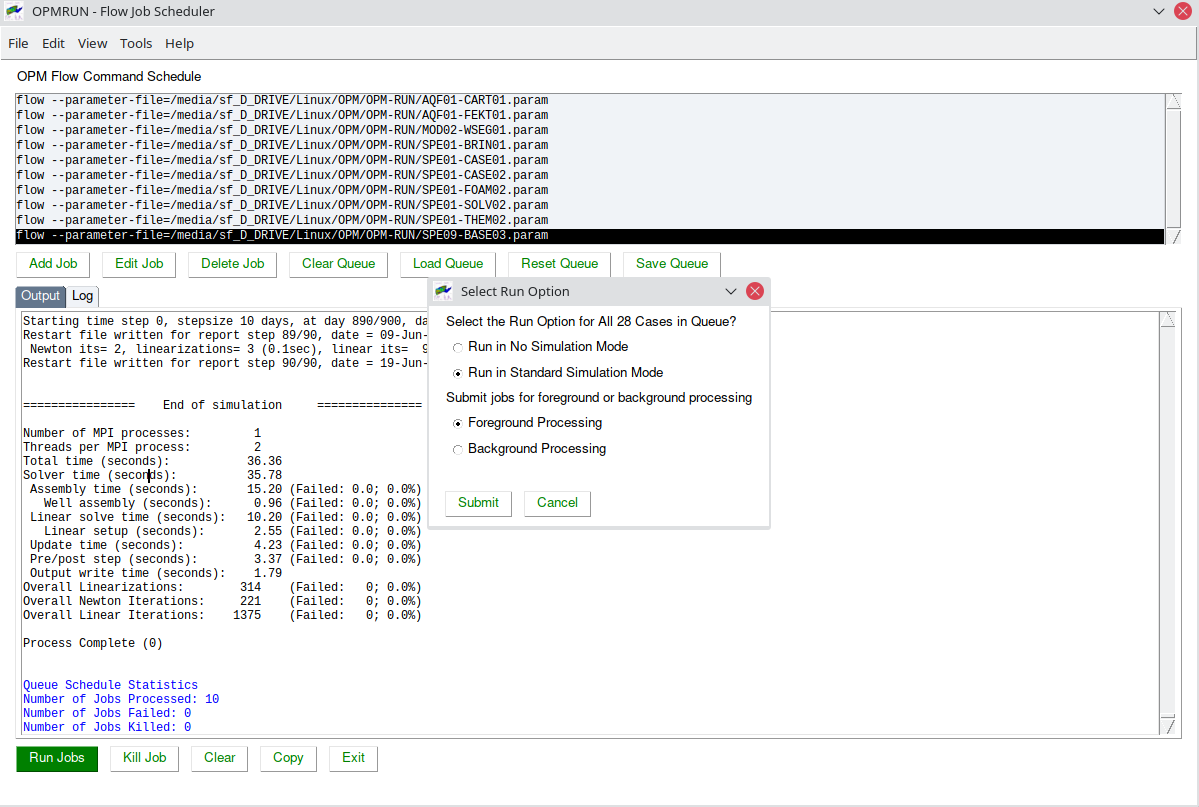 OPMRUN - Flow Job Scheduler
File Edit View Tools Help
OPM Flow Command Schedule
flow --parameter-file=/media/sf_D_DRIVE/Linux/OPM/OPM-RUN/AQF01-CART01.param
flow --parameter-file=/media/sf_D_DRIVE/Linux/OPM/OPM-RUN/AQF01-FEKT01.param
flow --parameter-file=/media/sf_D_DRIVE/Linux/OPM/OPM-RUN/MOD02-WSEG01.param
flow --parameter-file=/media/sf_D_DRIVE/Linux/OPM/OPM-RUN/SPE01-BRIN01.param
flow --parameter-file=/media/sf_D_DRIVE/Linux/OPM/OPM-RUN/SPE01-CASE01.param
flow --parameter-file=/media/sf_D_DRIVE/Linux/OPM/OPM-RUN/SPE01-CASE02.param
flow --parameter-file=/media/sf_D_DRIVE/Linux/OPM/OPM-RUN/SPE01-FOAM02.param
flow --parameter-file=/media/sf_D_DRIVE/Linux/OPM/OPM-RUN/SPE01-SOLV02.param
flow --parameter-file=/media/sf_D_DRIVE/Linux/OPM/OPM-RUN/SPE01-THEM02.param
flow --parameter-file=/media/sf_D_DRIVE/Linux/OPM/OPM-RUN/SPE09-BASE03.param
Add Job Edit Job Delete Job Clear Queue Load Queue Reset Queue Save Queue
Output Log
Starting time step 0, stepsize 10 days, at day 890/900, da
Restart file written for report step 89/90, date = 09-Jun-
Newton its= 2, linearizations= 3 (0.1sec), linear its=  9
Restart file written for report step 90/90, date = 19-Jun-
================    End of simulation     ===============
Number of MPI processes:         1
Threads per MPI process:         2
Total time (seconds):           36.36
Solver time (seconds):          35.78
Assembly time (seconds):       15.20 (Failed: 0.0; 0.0%)
Well assembly (seconds):      0.96 (Failed: 0.0; 0.0%)
Linear solve time (seconds):   10.20 (Failed: 0.0; 0.0%)
Linear setup (seconds):       2.55 (Failed: 0.0; 0.0%)
Update time (seconds):          4.23 (Failed: 0.0; 0.0%)
Pre/post step (seconds):        3.37 (Failed: 0.0; 0.0%)
Output write time (seconds):    1.79
Overall Linearizations:        314    (Failed:   0; 0.0%)
Overall Newton Iterations:     221    (Failed:   0; 0.0%)
Overall Linear Iterations:    1375    (Failed:   0; 0.0%)
Process Complete (0)
Queue Schedule Statistics
Number of Jobs Processed: 10
Number of Jobs Failed: 0
Number of Jobs Killed: 0
Select Run Option
Select the Run Option for All 28 Cases in Queue?
Run in No Simulation Mode
Run in Standard Simulation Mode
Submit jobs for foreground or background processing
Foreground Processing
Background Processing
Submit Cancel
Run Jobs Kill Job Clear Copy Exit